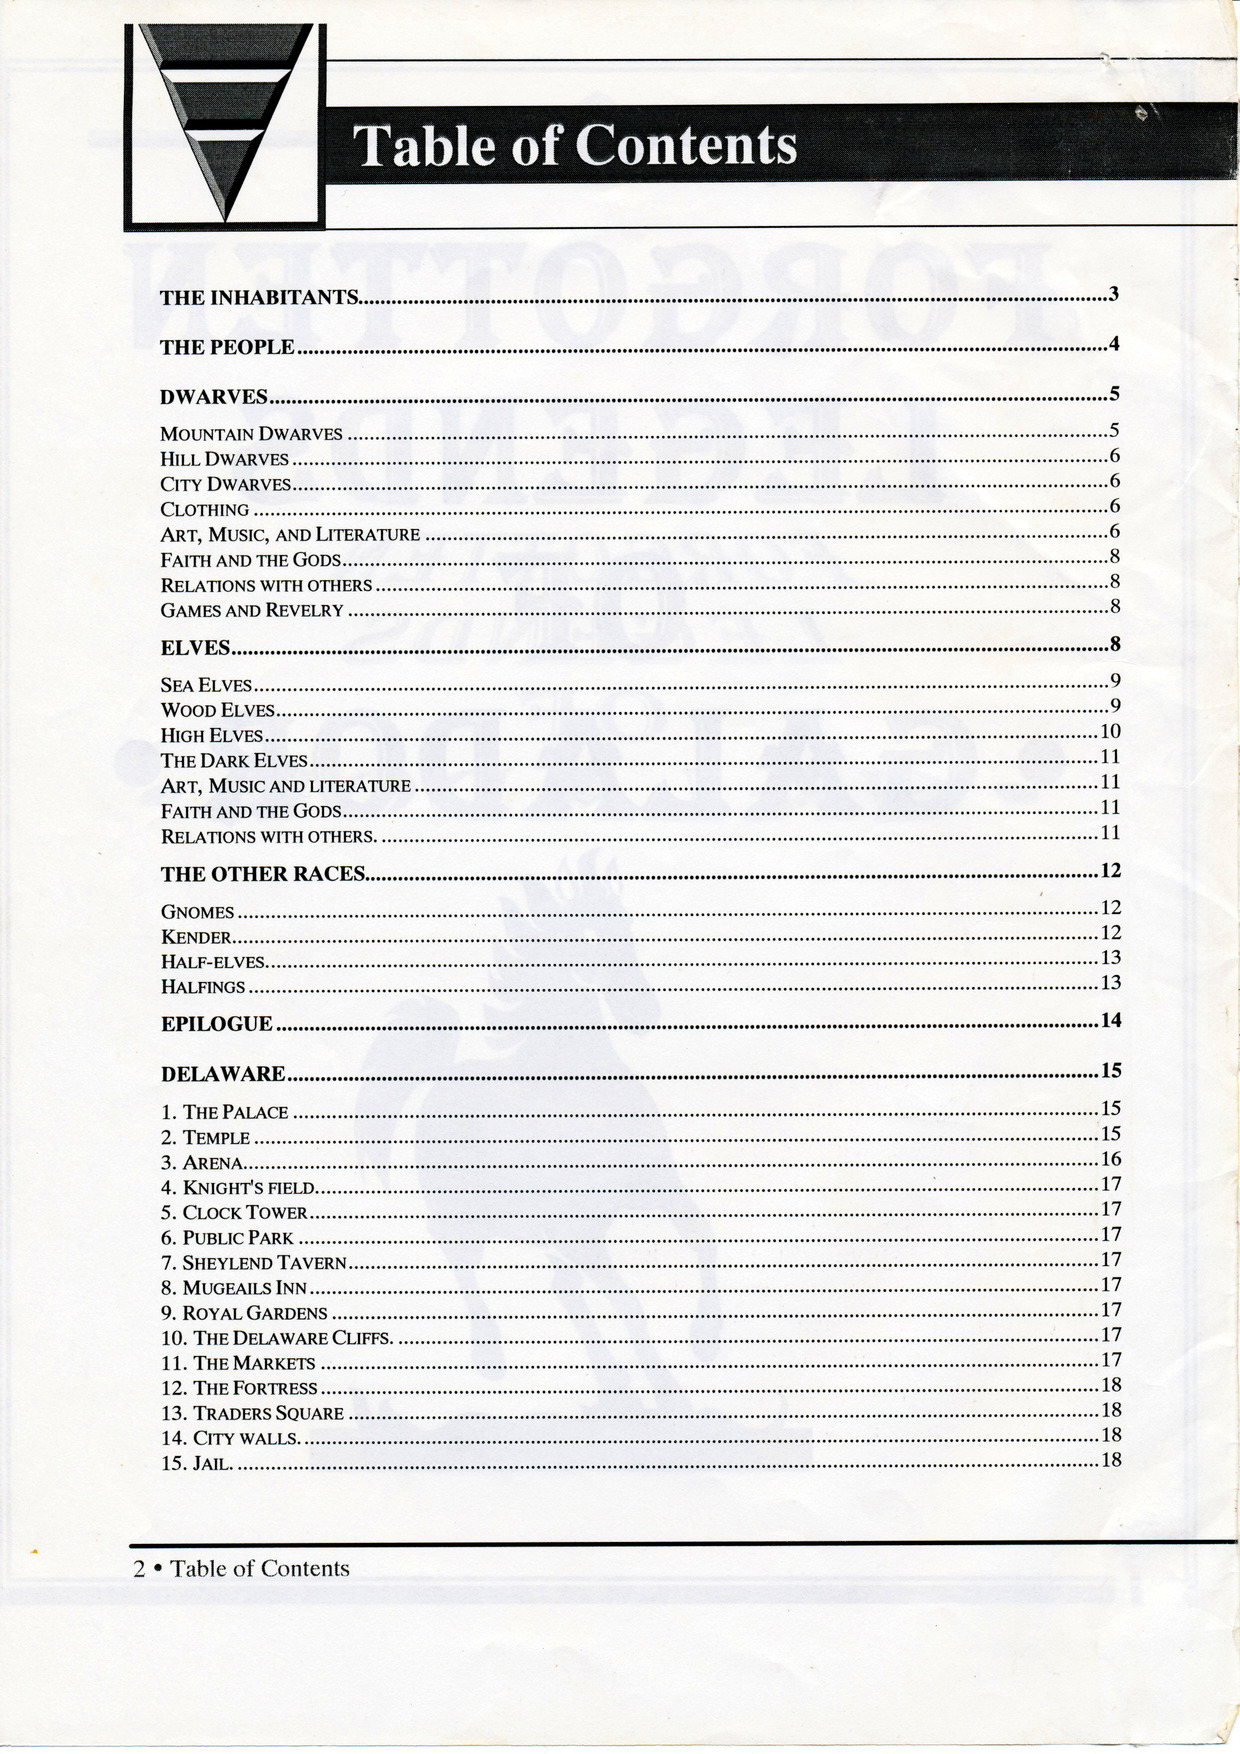 Table of Contents
THE INHABITANTS....3
THE PEOPLE....4
DWARVES....5
MOUNTAIN DWARVES....5
HILL DWARVES....6
CITY DWARVES....6
CLOTHING....6
ART, MUSIC, AND LITERATURE....6
FAITH AND THE GODS....8
RELATIONS WITH OTHERS....8
GAMES AND REVELRY....8
ELVES....8
SEA ELVES....9
WOOD ELVES....9
HIGH ELVES....10
THE DARK ELVES....11
ART, MUSIC AND LITERATURE....11
FAITH AND THE GODS....11
RELATIONS WITH OTHERS. ....11
THE OTHER RACES....12
GNOMES....12
KENDER....12
HALF-ELVES....13
HALFINGS....13
EPILOGUE....14
DELAWARE....15
1. THE PALACE....15
2. TEMPLE....15
3. ARENA....16
4. KNIGHT'S FIELD....17
5. CLOCK TOWER....17
6. PUBLIC PARK....17
7. SHEYLEND TAVERN....17
8. MUGEAILS INN....17
9. ROYAL GARDENS....17
10. THE DELAWARE CLIFFS. ....17
11. THE MARKETS....17
12. THE FORTRESS....18
13. TRADERS SQUARE....18
14. CITY WALLS. ....18
15. JAIL. ....18
2 • Table of Contents